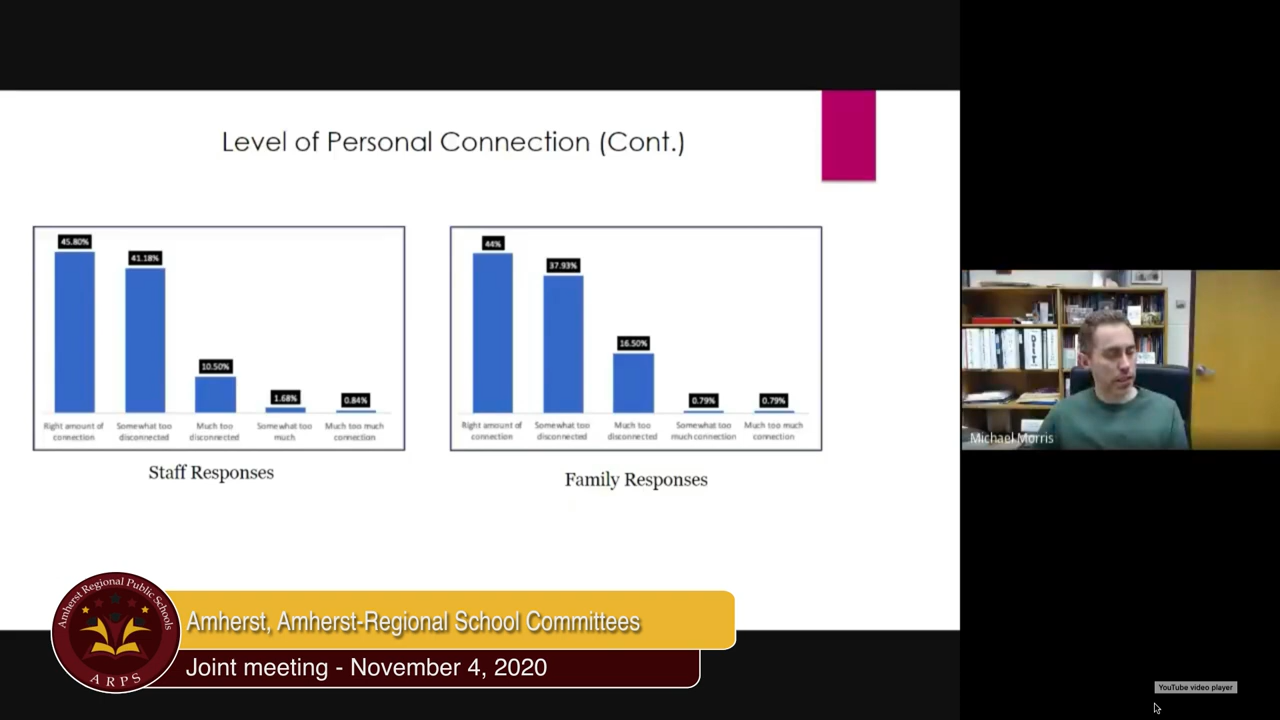 Level of Personal Connection (Cont.)
45.80%
41.18%
10.50%
1.68%
0.84%
Right amount of
connection
Somewhat too
disconnected
Much too
disconnected
Somewhat too
much
Much too much
connection
Staff Responses
44%
37.93%
16.50%
0.79%
0.79%
Right amount of
connection
Somewhat too
disconnected
Much too
disconnected
Somewhat too
much connection
Much too much
connection
Family Responses
Michael Morris
Amherst Regional Public Schools
ARPS
Amherst, Amherst-Regional School Committees
Joint meeting - November 4, 2020
YouTube video player